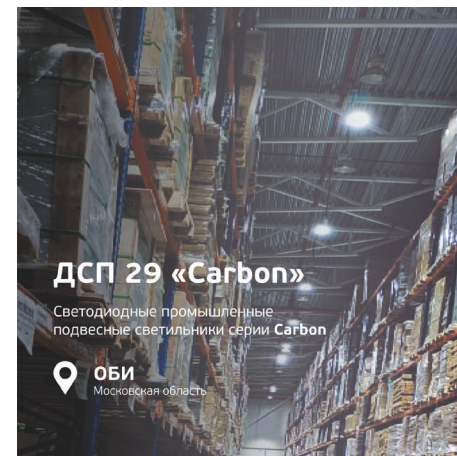 ДСП 29 «Carbon»
Светодиодные промышленные
подвесные светильники серии Carbon
ОБИ
Московская область